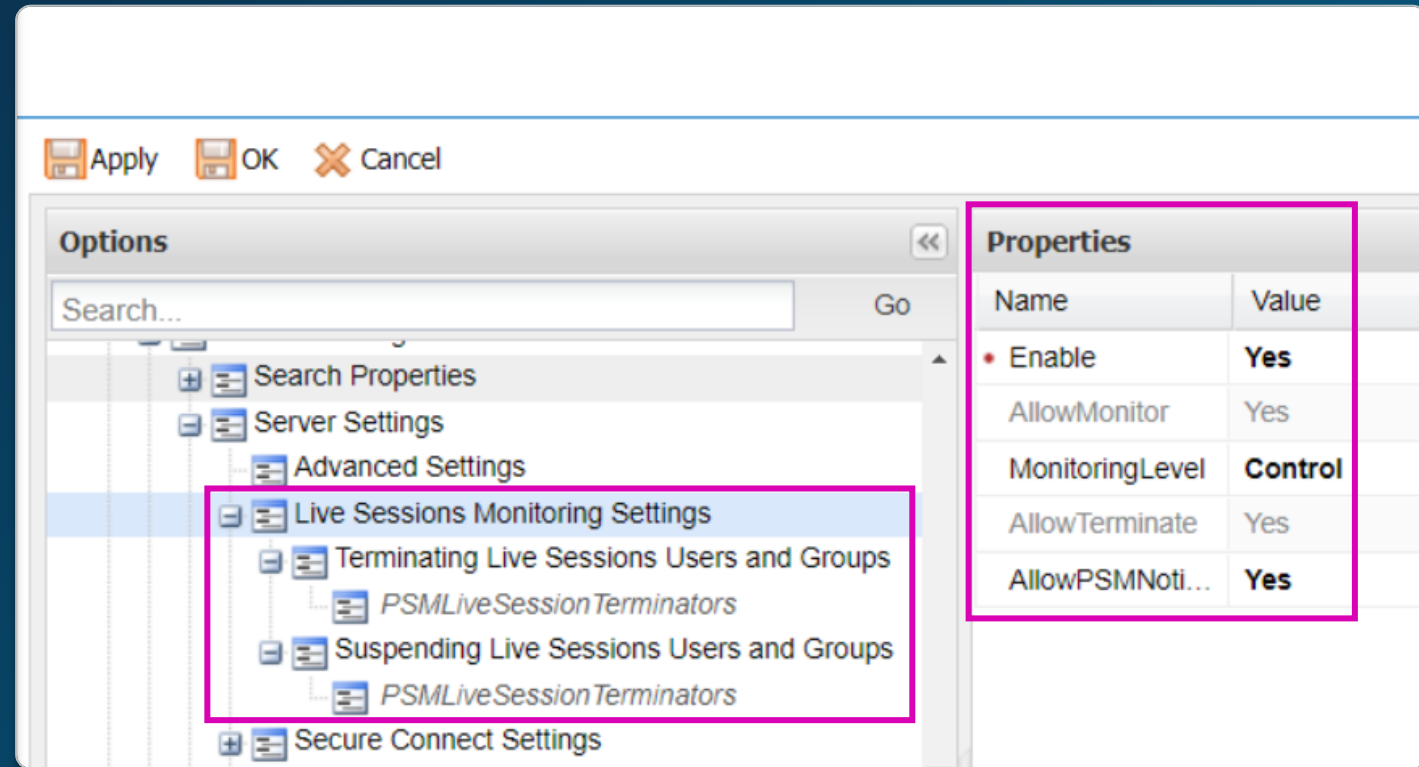 Apply OK Cancel
Options
Search... Go
Search Properties
Server Settings
Advanced Settings
Live Sessions Monitoring Settings
Terminating Live Sessions Users and Groups
PSMLiveSessionTerminators
Suspending Live Sessions Users and Groups
PSMLiveSessionTerminators
Secure Connect Settings
Properties
Name Value
Enable Yes
AllowMonitor Yes
MonitoringLevel Control
AllowTerminate Yes
AllowPSMNoti... Yes